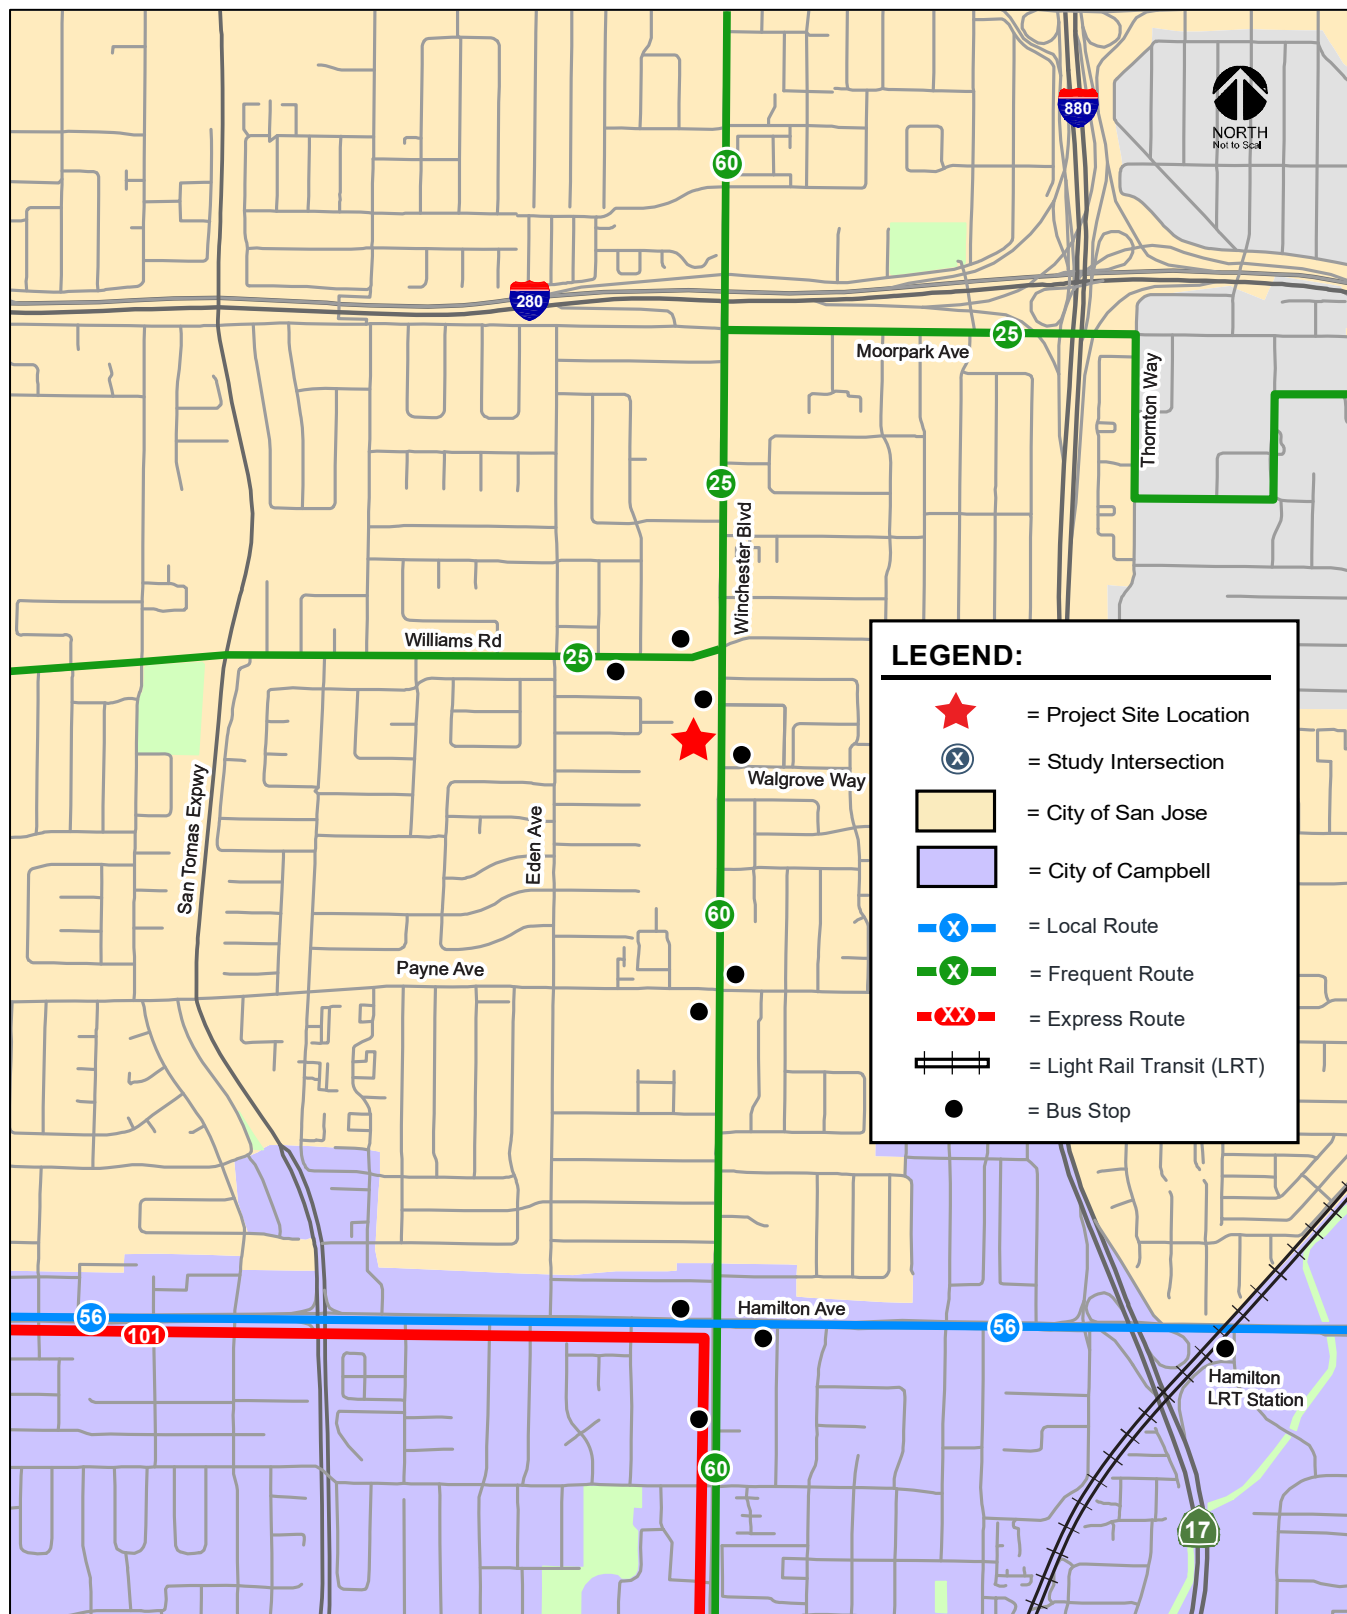 880
NORTH
Not to Scal
60
280
25
Moorpark Ave
Thornton Way
25
Winchester Blvd
Williams Rd
25
LEGEND:
= Project Site Location
X
= Study Intersection
= City of San Jose
= City of Campbell
X
= Local Route
X
= Frequent Route
XX
= Express Route
= Light Rail Transit (LRT)
= Bus Stop
Walgrove Way
San Tomas Expwy
Eden Ave
60
Payne Ave
Hamilton Ave
56
101
56
Hamilton
LRT Station
60
17